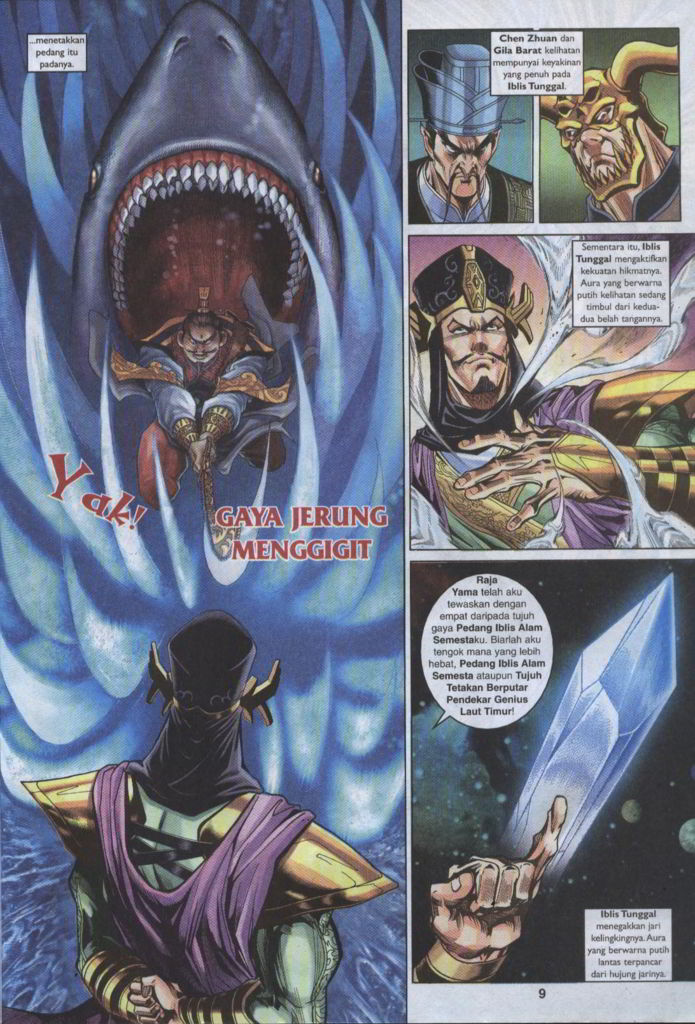 ...menetakkan
pedang itu
padanya.
Yak!
GAYA JERUNG
MENGGIGIT
Chen Zhuan dan
Gila Barat kelihatan
mempunyai keyakinan
yang penuh pada
Iblis Tunggal.
Sementara itu, Iblis
Tunggal mengaktifkan
kekuatan hikmatnya.
Aura yang berwarna
putih kelihatan sedang
timbul dari kedua-
dua belah tangannya.
Raja
Yama telah aku
tewaskan dengan
empat daripada tujuh
gaya Pedang Iblis Alam
Semestaku. Biarlah aku
tengok mana yang lebih
hebat, Pedang Iblis Alam
Semesta ataupun Tujuh
Tetakan Berputar
Pendekar Genius
Laut Timur!
Iblis Tunggal
menegakkan jari
kelingkingnya. Aura
yang berwarna putih
lantas terpancar
dari hujung jarinya.
9